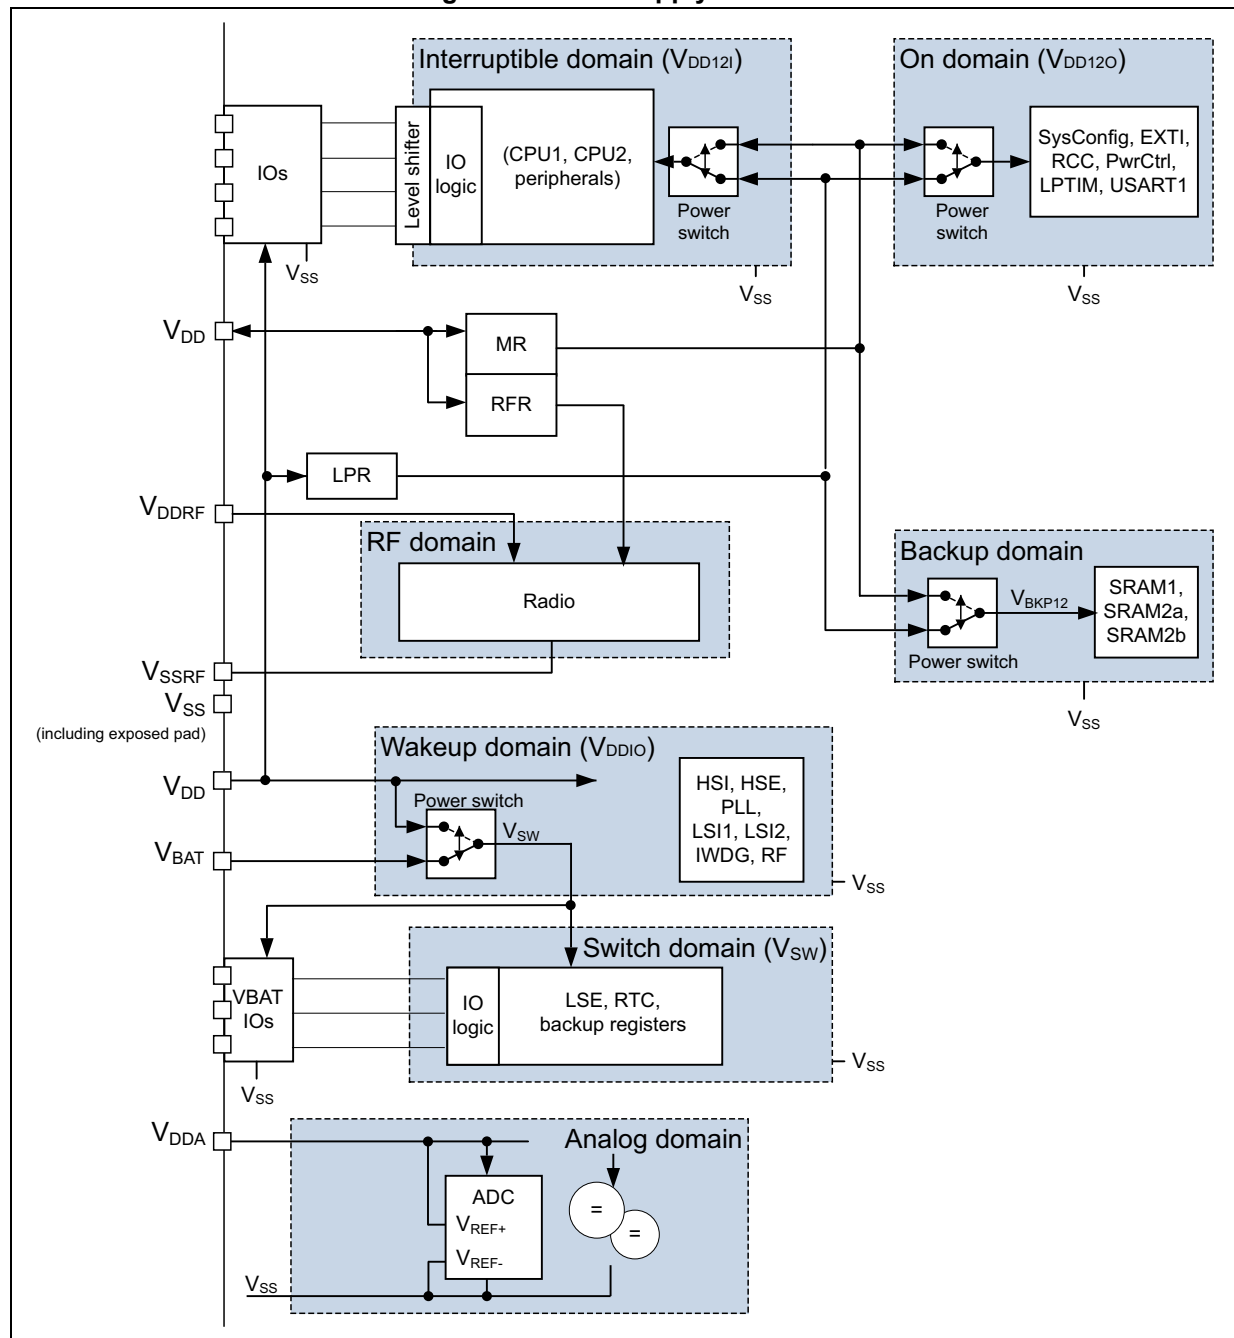 Interruptible domain (VDD12I)
On domain (VDD12O)
IOs
Level shifter
IO
logic
(CPU1, CPU2,
peripherals)
Power
switch
Power
switch
SysConfig, EXTI,
RCC, PwrCtrl,
LPTIM, USART1
VSS
VSS
VSS
VDD
MR
RFR
LPR
VDDRF
RF domain
Radio
Backup domain
VBKP12
SRAM1,
SRAM2a,
SRAM2b
Power switch
VSS
VSSRF
VSS
(including exposed pad)
Wakeup domain (VDDIO)
VDD
Power switch
VSW
HSI, HSE,
PLL,
LSI1, LSI2,
IWDG, RF
VBAT
VSS
Switch domain (VSW)
VBAT
IOs
IO
logic
LSE, RTC,
backup registers
VSS
VSS
VDDA
Analog domain
ADC
VREF+
VREF-
=
=
VSS